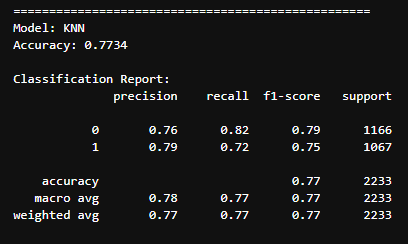 ==================================================
Model: KNN
Accuracy: 0.7734
Classification Report:
precision recall f1-score support
0 0.76 0.82 0.79 1166
1 0.79 0.72 0.75 1067
accuracy 0.77 2233
macro avg 0.78 0.77 0.77 2233
weighted avg 0.77 0.77 0.77 2233